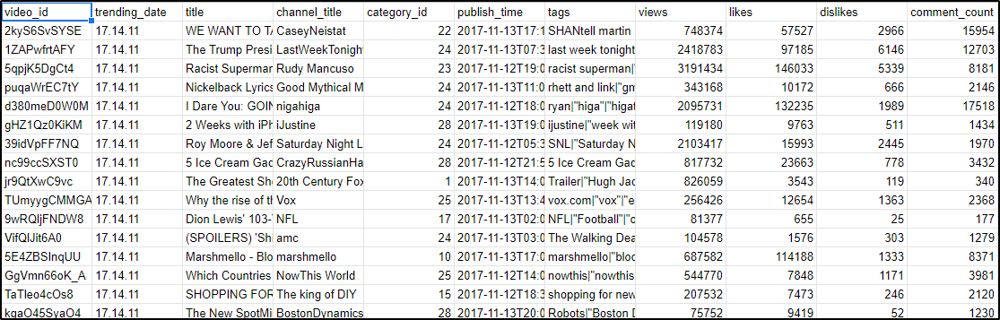 video_id trending_date title channel_title category_id publish_time tags views likes dislikes comment_count
2kyS6SvSYSE 17.14.11 WE WANT TO TA CaseyNeistat 22 2017-11-13T17:1 SHANtell martin 748374 57527 2966 15954
1ZAPwfrtAFY 17.14.11 The Trump Presi LastWeekTonight 24 2017-11-13T07:3 last week tonight 2418783 97185 6146 12703
5qpjK5DgCt4 17.14.11 Racist Superman Rudy Mancuso 23 2017-11-12T19:0 racist superman|" 3191434 146033 5339 8181
puqaWrEC7tY 17.14.11 Nickelback Lyrics Good Mythical M 24 2017-11-13T11:0 rhett and link|"gm 343168 10172 666 2146
d380meD0W0M 17.14.11 I Dare You: GOIN nigahiga 24 2017-11-12T18:0 ryan|"higa"|"higat 2095731 132235 1989 17518
gHZ1Qz0KiKM 17.14.11 2 Weeks with iPh iJustine 28 2017-11-13T19:0 ijustine|"week wit 119180 9763 511 1434
39idVpFF7NQ 17.14.11 Roy Moore & Jef Saturday Night L 24 2017-11-12T05:3 SNL|"Saturday N 2103417 15993 2445 1970
nc99ccSXST0 17.14.11 5 Ice Cream Gad CrazyRussianHa 28 2017-11-12T21:5 5 Ice Cream Gad 817732 23663 778 3432
jr9QtXwC9vc 17.14.11 The Greatest Sho 20th Century Fox 1 2017-11-13T14:0 Trailer|"Hugh Jac 826059 3543 119 340
TUmyygCMMGA 17.14.11 Why the rise of th Vox 25 2017-11-13T13:4 vox.com|"vox"|"e 256426 12654 1363 2368
9wRQljFNDW8 17.14.11 Dion Lewis' 103-Y NFL 17 2017-11-13T02:0 NFL|"Football"|"o 81377 655 25 177
VifQlJit6A0 17.14.11 (SPOILERS) 'Shi amc 24 2017-11-13T03:0 The Walking Dea 104578 1576 303 1279
5E4ZBSInqUU 17.14.11 Marshmello - Blo marshmello 10 2017-11-13T17:0 marshmello|"bloc 687582 114188 1333 8371
GgVmn66oK_A 17.14.11 Which Countries NowThis World 25 2017-11-12T14:0 nowthis|"nowthis 544770 7848 1171 3981
TaTleo4cOs8 17.14.11 SHOPPING FOR The king of DIY 15 2017-11-12T18:3 shopping for new 207532 7473 246 2120
kgaO45SyaO4 17.14.11 The New SpotMi BostonDynamics 28 2017-11-13T20:0 Robots|"Boston D 75752 9419 52 1230